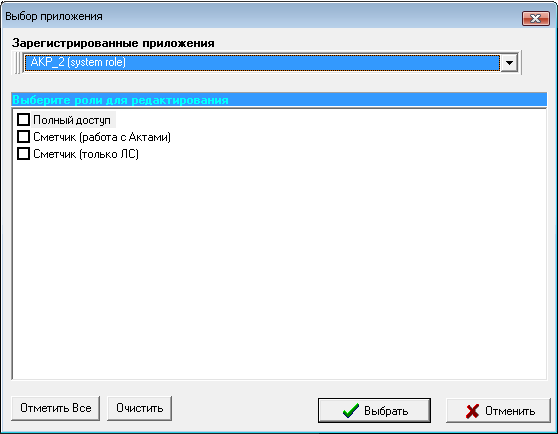 Выбор приложения
Зарегистрированные приложения
AKP_2 (system role)
Выберите роли для редактирования
Полный доступ
Сметчик (работа с Актами)
Сметчик (только ЛС)
Отметить Все
Очистить
Выбрать
Отменить